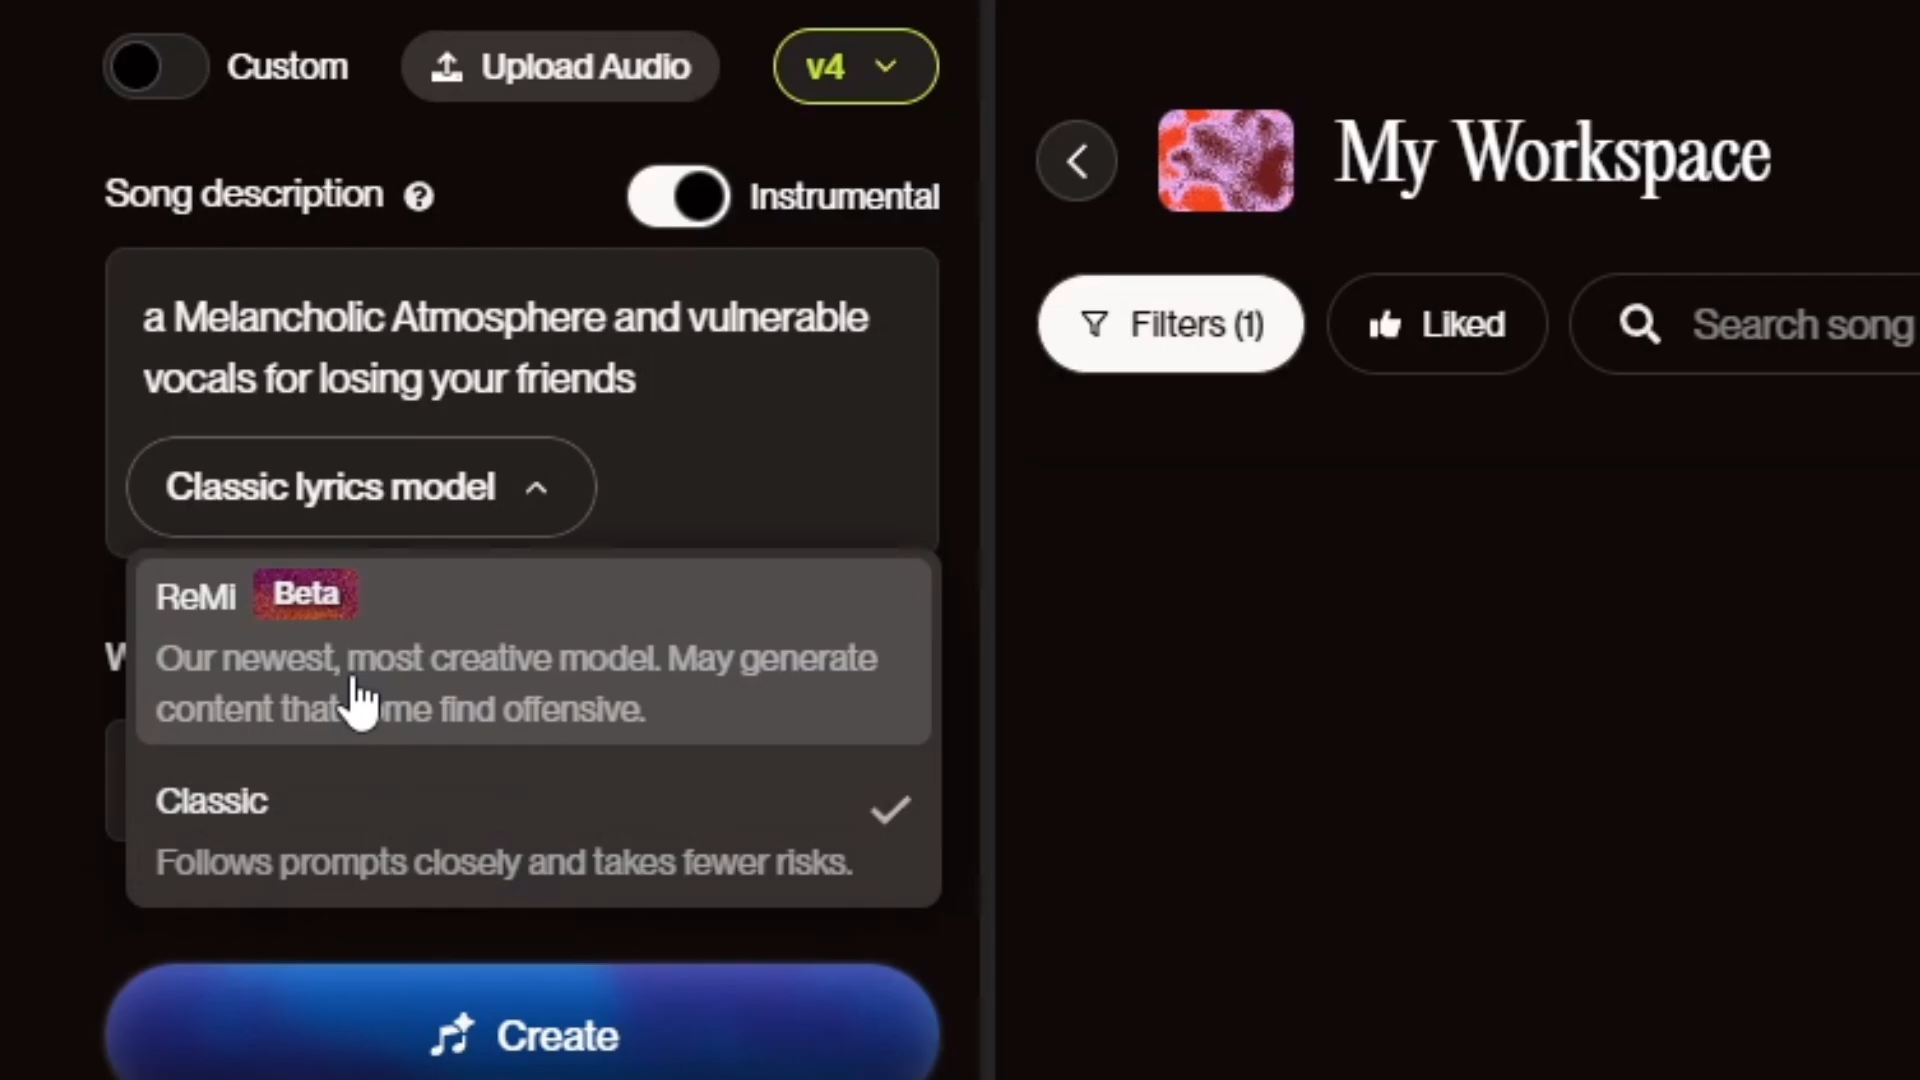 Custom
Upload Audio
v4
Song description
Instrumental
a Melancholic Atmosphere and vulnerable
vocals for losing your friends
Classic lyrics model
ReMi Beta
Our newest, most creative model. May generate
content that me find offensive.
Classic
Follows prompts closely and takes fewer risks.
Create
My Workspace
Filters (1)
Liked
Search song